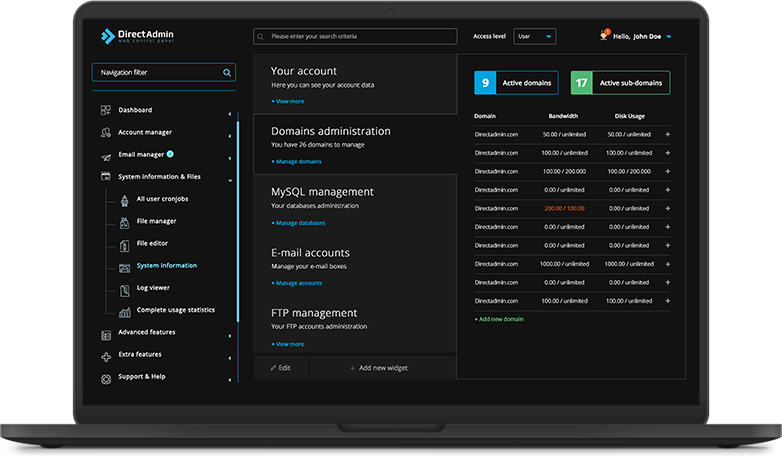 DirectAdmin
web control panel
Please enter your search criteria
Access level
User
1
Hello, John Doe
Navigation filter
Dashboard
Account manager
Email manager
System information & Files
All user cronjobs
File manager
File editor
System information
Log viewer
Complete usage statistics
Advanced features
Extra features
Support & Help
Your account
Here you can see your account data
• View more
Domains administration
You have 26 domains to manage
• Manage domains
MySQL management
Your databases administration
• Manage databases
E-mail accounts
Manage your e-mail boxes
• Manage accounts
FTP management
Your FTP accounts administration
• View more
Edit
+ Add new widget
9 Active domains
17 Active sub-domains
Domain Bandwidth Disk Usage
Directadmin.com 50.00 / unlimited 50.00 / unlimited +
Directadmin.com 100.00 / unlimited 100.00 / unlimited +
Directadmin.com 100.00 / 200.000 100.00 / 200.000 +
Directadmin.com 0.00 / unlimited 0.00 / unlimited +
Directadmin.com 200.00 / 100.00 0.00 / unlimited +
Directadmin.com 0.00 / unlimited 0.00 / unlimited +
Directadmin.com 0.00 / unlimited 0.00 / unlimited +
Directadmin.com 1000.00 / unlimited 1000.00 / unlimited +
Directadmin.com 0.00 / unlimited 0.00 / unlimited +
Directadmin.com 100.00 / unlimited 100.00 / unlimited +
+ Add new domain